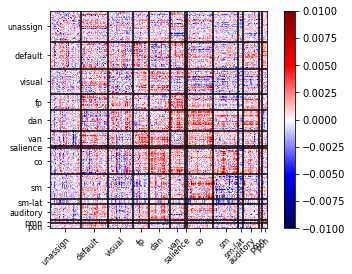 unassign
default
visual
fp
dan
van
salience
co
sm
sm-lat
auditory
pmn
pon
unassign
default
visual
fp
dan
van
salience
co
sm
sm-lat
auditory
0.0100
0.0075
0.0050
0.0025
0.0000
−0.0025
−0.0050
−0.0075
−0.0100